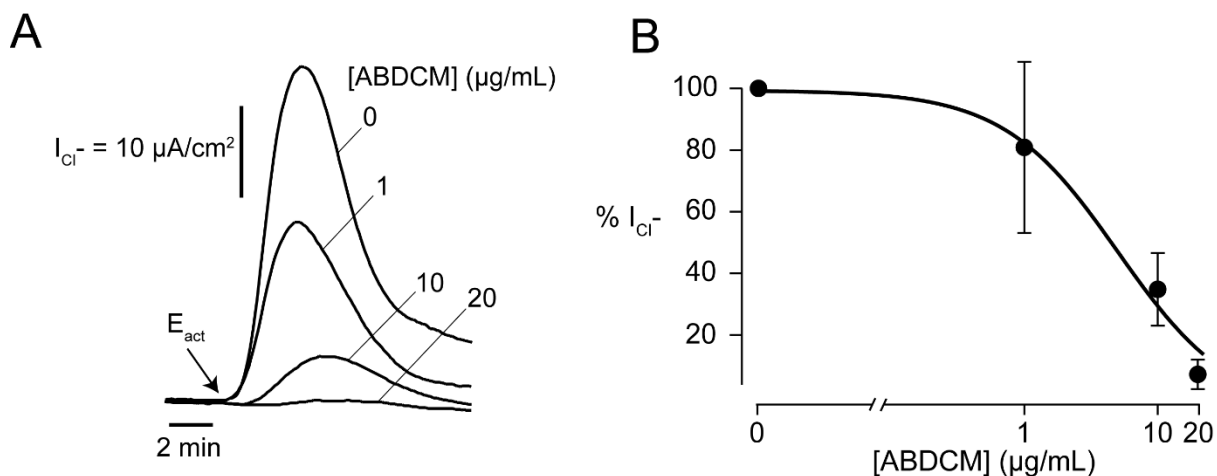 A
[ABDCM] (µg/mL)
0
I_Cl- = 10 µA/cm²
1
10
20
E_act
2 min
B
100
80
60
% I_Cl-
40
20
0
1
10
20
[ABDCM] (µg/mL)